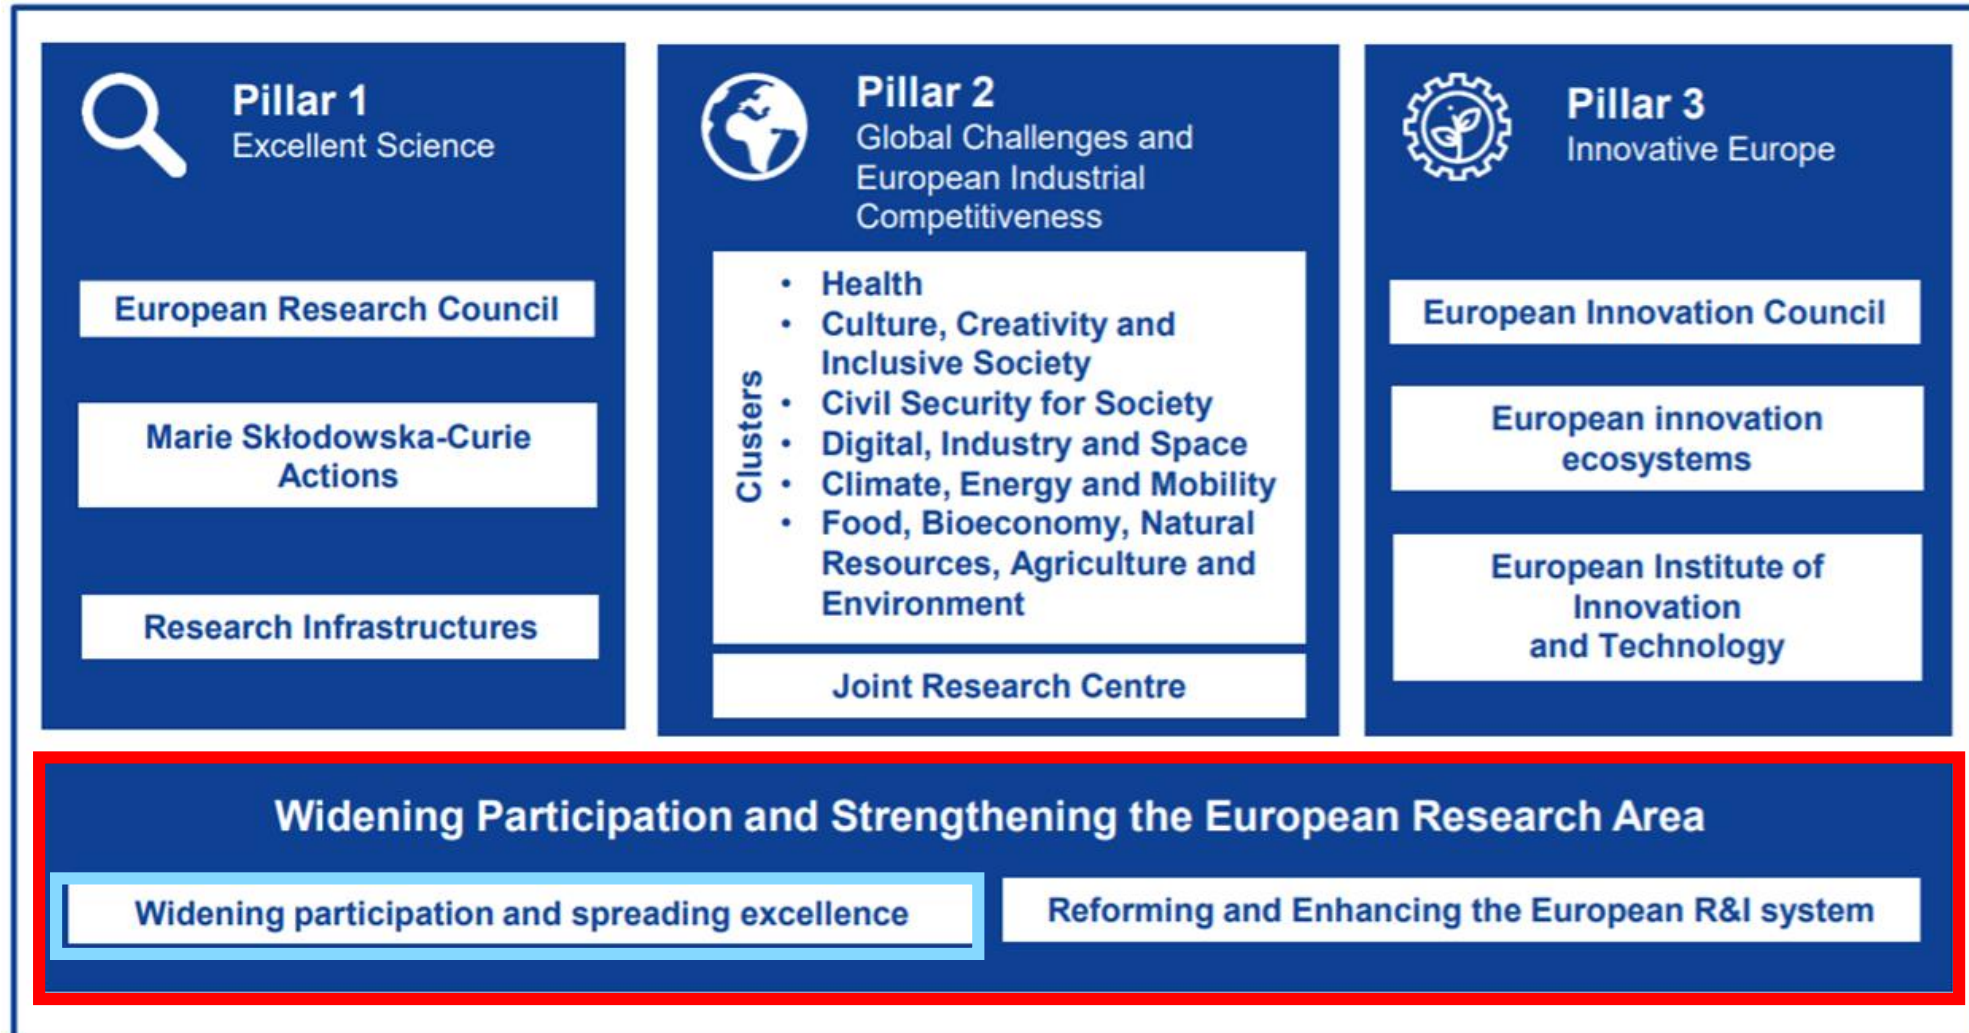 Pillar 1
Excellent Science
European Research Council
Marie Skłodowska-Curie
Actions
Research Infrastructures
Pillar 2
Global Challenges and
European Industrial
Competitiveness
Clusters
• Health
• Culture, Creativity and
Inclusive Society
• Civil Security for Society
• Digital, Industry and Space
• Climate, Energy and Mobility
• Food, Bioeconomy, Natural
Resources, Agriculture and
Environment
Joint Research Centre
Pillar 3
Innovative Europe
European Innovation Council
European innovation
ecosystems
European Institute of
Innovation
and Technology
Widening Participation and Strengthening the European Research Area
Widening participation and spreading excellence
Reforming and Enhancing the European R&I system